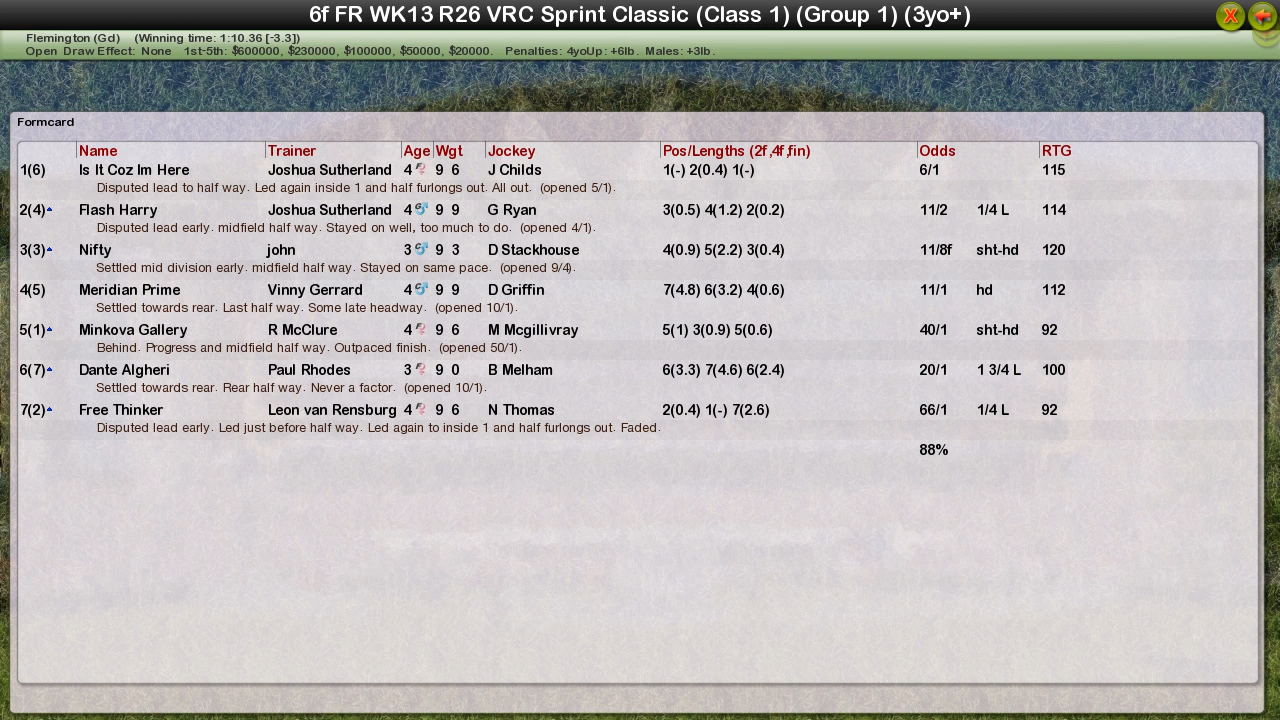 6f FR WK13 R26 VRC Sprint Classic (Class 1) (Group 1) (3yo+)
Flemington (Gd) (Winning time: 1:10.36 [-3.3])
Open Draw Effect: None 1st-5th: $600000, $230000, $100000, $50000, $20000. Penalties: 4yoUp: +6lb. Males: +3lb.
Formcard
Name Trainer Age Wgt Jockey Pos/Lengths (2f,4f,fin) Odds RTG
1(6) Is It Coz Im Here Joshua Sutherland 4 9 6 J Childs 1(-) 2(0.4) 1(-) 6/1 115
Disputed lead to half way. Led again inside 1 and half furlongs out. All out. (opened 5/1).
2(4) Flash Harry Joshua Sutherland 4 9 9 G Ryan 3(0.5) 4(1.2) 2(0.2) 11/2 1/4 L 114
Disputed lead early. midfield half way. Stayed on well, too much to do. (opened 4/1).
3(3) Nifty john 3 9 3 D Stackhouse 4(0.9) 5(2.2) 3(0.4) 11/8f sht-hd 120
Settled mid division early. midfield half way. Stayed on same pace. (opened 9/4).
4(5) Meridian Prime Vinny Gerrard 4 9 9 D Griffin 7(4.8) 6(3.2) 4(0.6) 11/1 hd 112
Settled towards rear. Last half way. Some late headway. (opened 10/1).
5(1) Minkova Gallery R McClure 4 9 6 M Mcgillivray 5(1) 3(0.9) 5(0.6) 40/1 sht-hd 92
Behind. Progress and midfield half way. Outpaced finish. (opened 50/1).
6(7) Dante Algheri Paul Rhodes 3 9 0 B Melham 6(3.3) 7(4.6) 6(2.4) 20/1 1 3/4 L 100
Settled towards rear. Rear half way. Never a factor. (opened 10/1).
7(2) Free Thinker Leon van Rensburg 4 9 6 N Thomas 2(0.4) 1(-) 7(2.6) 66/1 1/4 L 92
Disputed lead early. Led just before half way. Led again to inside 1 and half furlongs out. Faded.
88%